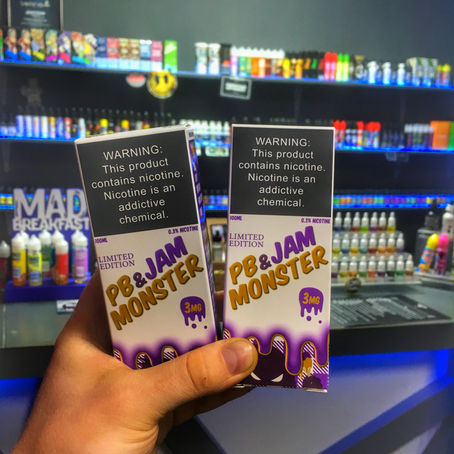 MAD
BREAKFAST
WARNING:
This product
contains nicotine.
Nicotine is an
addictive
chemical.
100ML 0.3% NICOTINE
LIMITED
EDITION
PB & JAM
MONSTER
3MG
WARNING:
This product
contains nicotine.
Nicotine is an
addictive
chemical.
100ML 0.3% NICOTINE
LIMITED
EDITION
PB & JAM
MONSTER
3MG